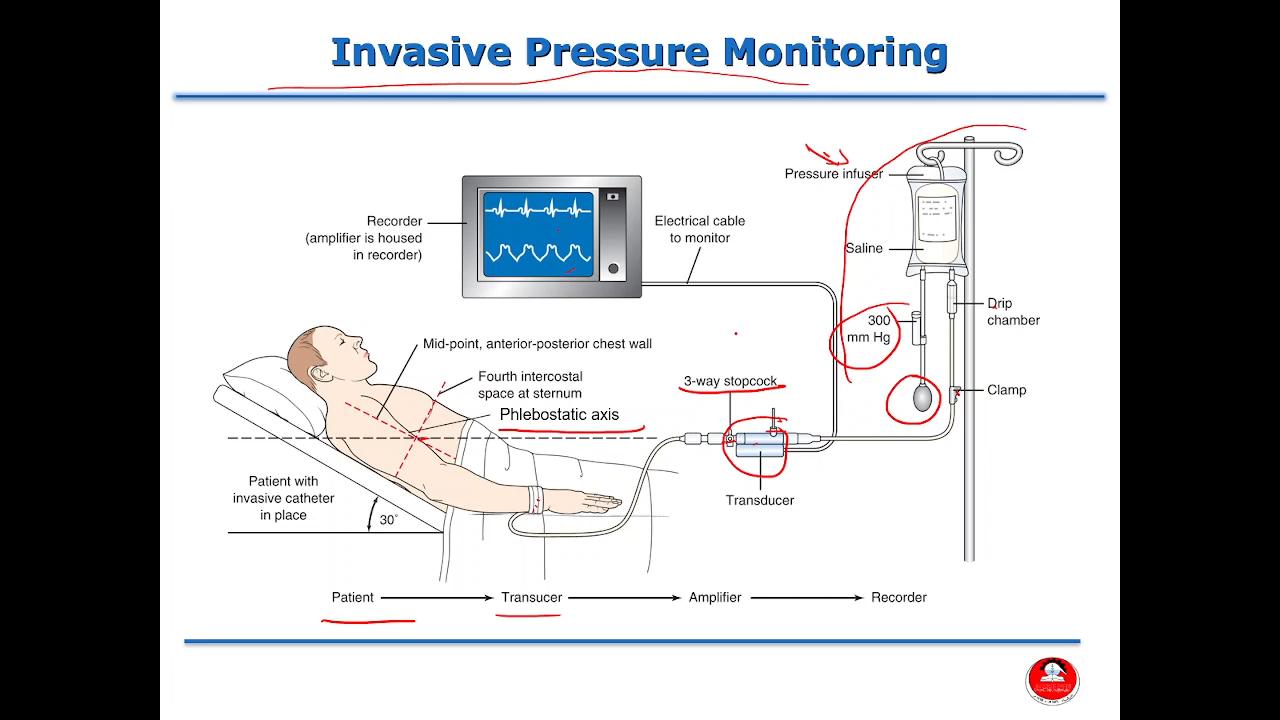 Invasive Pressure Monitoring
Pressure infuser
Recorder
(amplifier is housed
in recorder)
Electrical cable
to monitor
Saline
Drip
chamber
300
mm Hg
Mid-point, anterior-posterior chest wall
Fourth intercostal
space at sternum
3-way stopcock
Clamp
Phlebostatic axis
Patient with
invasive catheter
in place
30°
Transducer
Patient
Transucer
Amplifier
Recorder